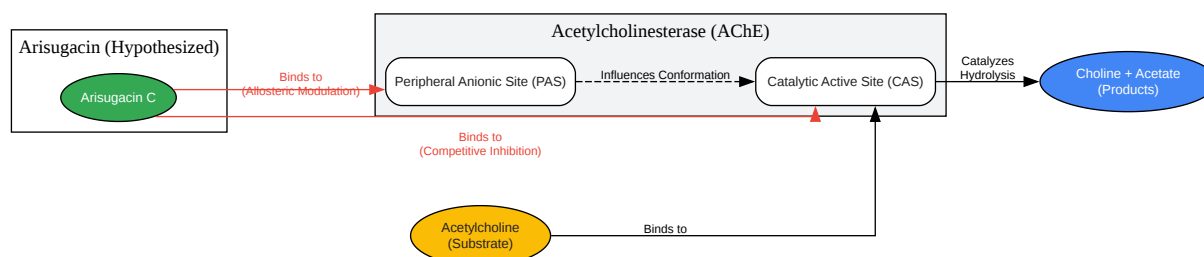 Arisugacin (Hypothesized)
Arisugacin C
Binds to
(Allosteric Modulation)
Acetylcholinesterase (AChE)
Peripheral Anionic Site (PAS)
Influences Conformation
Catalytic Active Site (CAS)
Catalyzes
Hydrolysis
Choline + Acetate
(Products)
Binds to
(Competitive Inhibition)
Acetylcholine
(Substrate)
Binds to